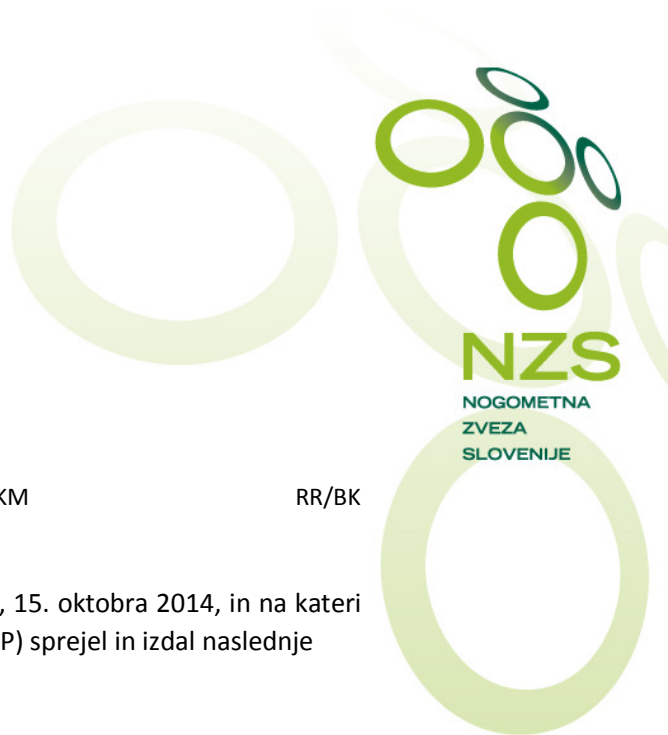 NZS
NOGOMETNA
ZVEZA
SLOVENIJE
KM RR/BK
, 15. oktobra 2014, in na kateri
P) sprejel in izdal naslednje